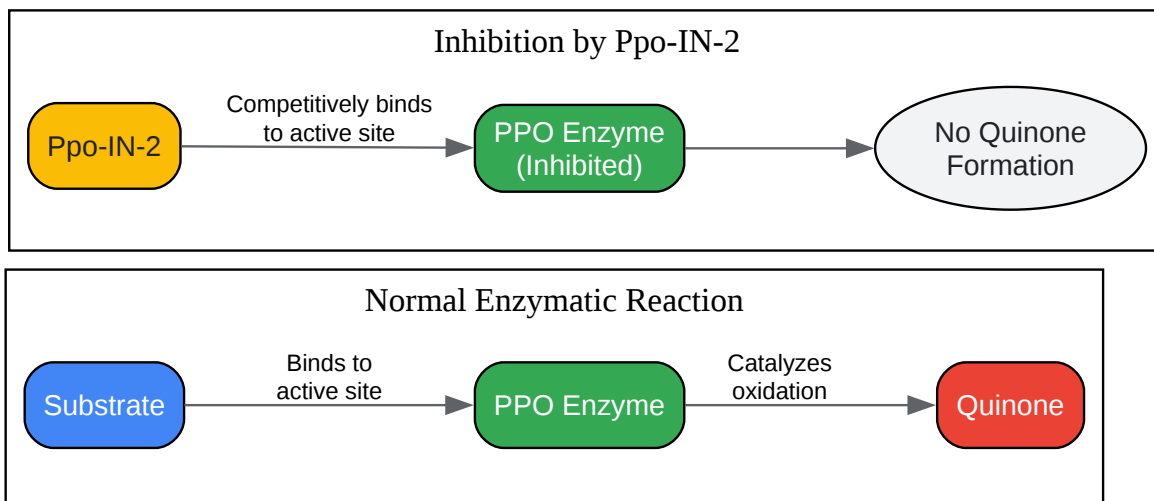 Inhibition by Ppo-IN-2
Ppo-IN-2
Competitively binds
to active site
PPO Enzyme
(Inhibited)
No Quinone
Formation
Normal Enzymatic Reaction
Substrate
Binds to
active site
PPO Enzyme
Catalyzes
oxidation
Quinone